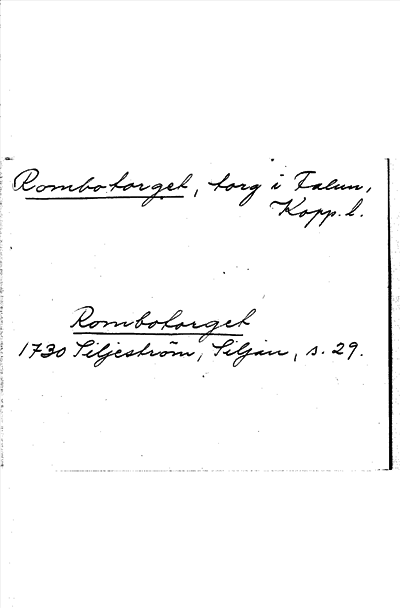 Rombotorget, torg i Falun,
Kopp. l.
Rombotorget
1730 Siljeström, Siljan, s. 29.